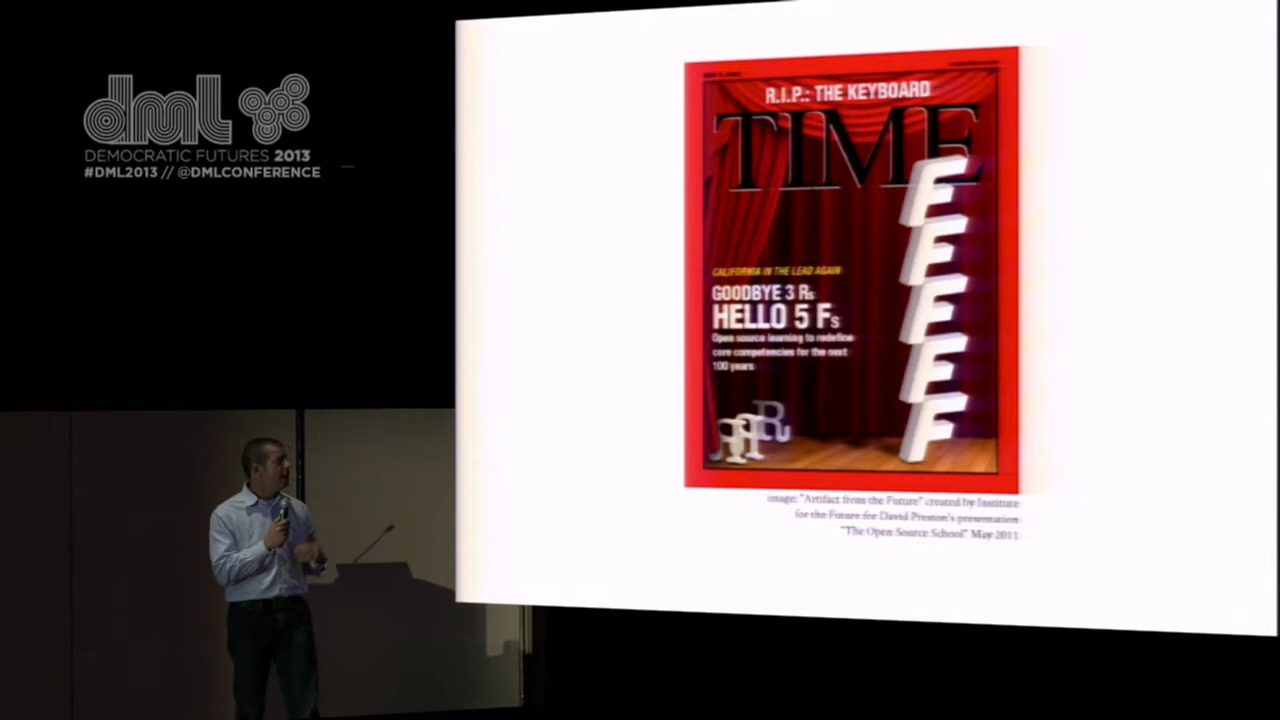 dml
DEMOCRATIC FUTURES 2013
#DML2013 // @DMLCONFERENCE
R.I.P.: THE KEYBOARD
TIME
F
F
F
F
F
CALIFORNIA IN THE LEAD AGAIN
GOODBYE 3 Rs
HELLO 5 Fs
Open source learning to redefine
core competencies for the next
100 years
R R R
image: "Artifact from the Future" created by Institute
for the Future for David Preston's presentation
"The Open Source School" May 2011